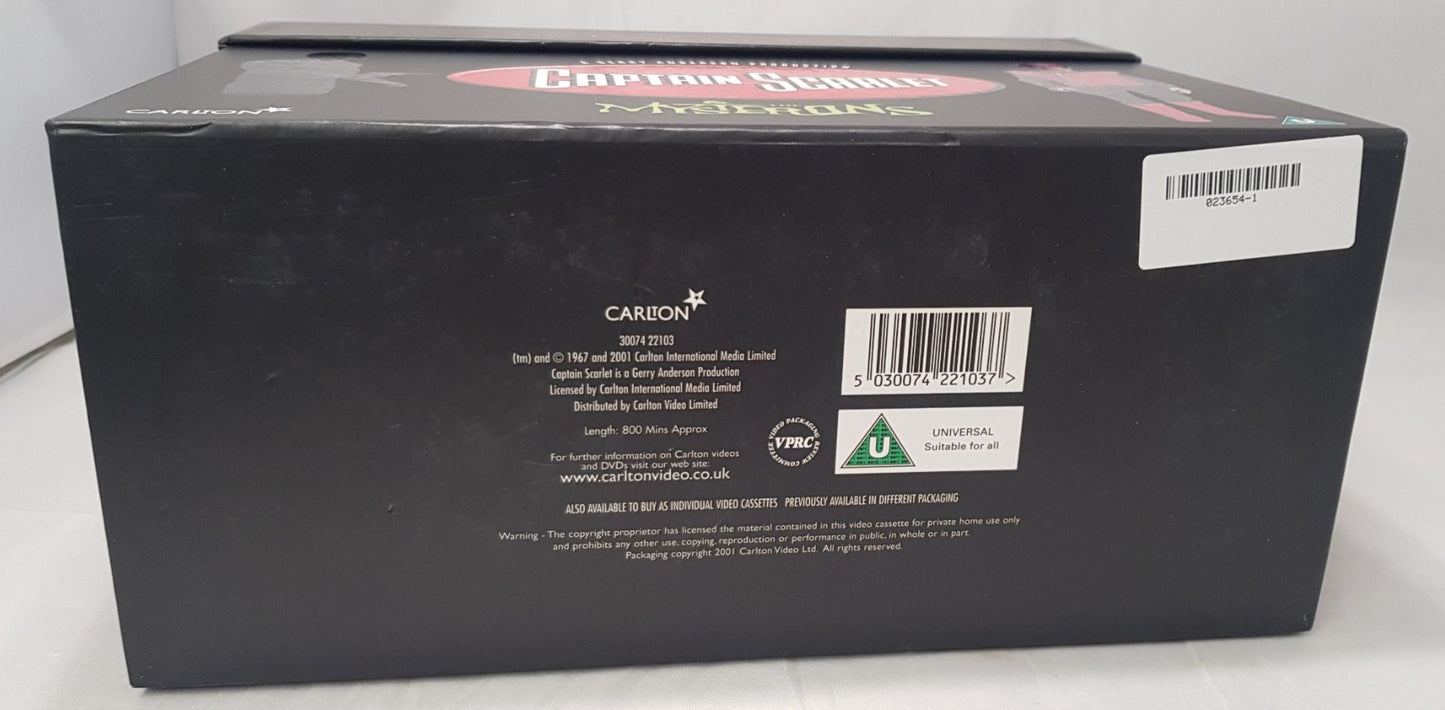 A GERRY ANDERSON PRODUCTION
CAPTAIN SCARLET
AND THE
MYSTERONS
CARLTON
U
023654-1
CARLTON
30074 22103
(tm) and © 1967 and 2001 Carlton International Media Limited
Captain Scarlet is a Gerry Anderson Production
Licensed by Carlton International Media Limited
Distributed by Carlton Video Limited
Length: 800 Mins Approx
For further information on Carlton videos
and DVDs visit our web site:
www.carltonvideo.co.uk
5 030074 221037 >
VIDEO PACKAGING REVIEW COMMITTEE
VPRC
U
UNIVERSAL
Suitable for all
ALSO AVAILABLE TO BUY AS INDIVIDUAL VIDEO CASSETTES PREVIOUSLY AVAILABLE IN DIFFERENT PACKAGING
Warning - The copyright proprietor has licensed the material contained in this video cassette for private home use only
and prohibits any other use, copying, reproduction or performance in public, in whole or in part.
Packaging copyright 2001 Carlton Video Ltd. All rights reserved.